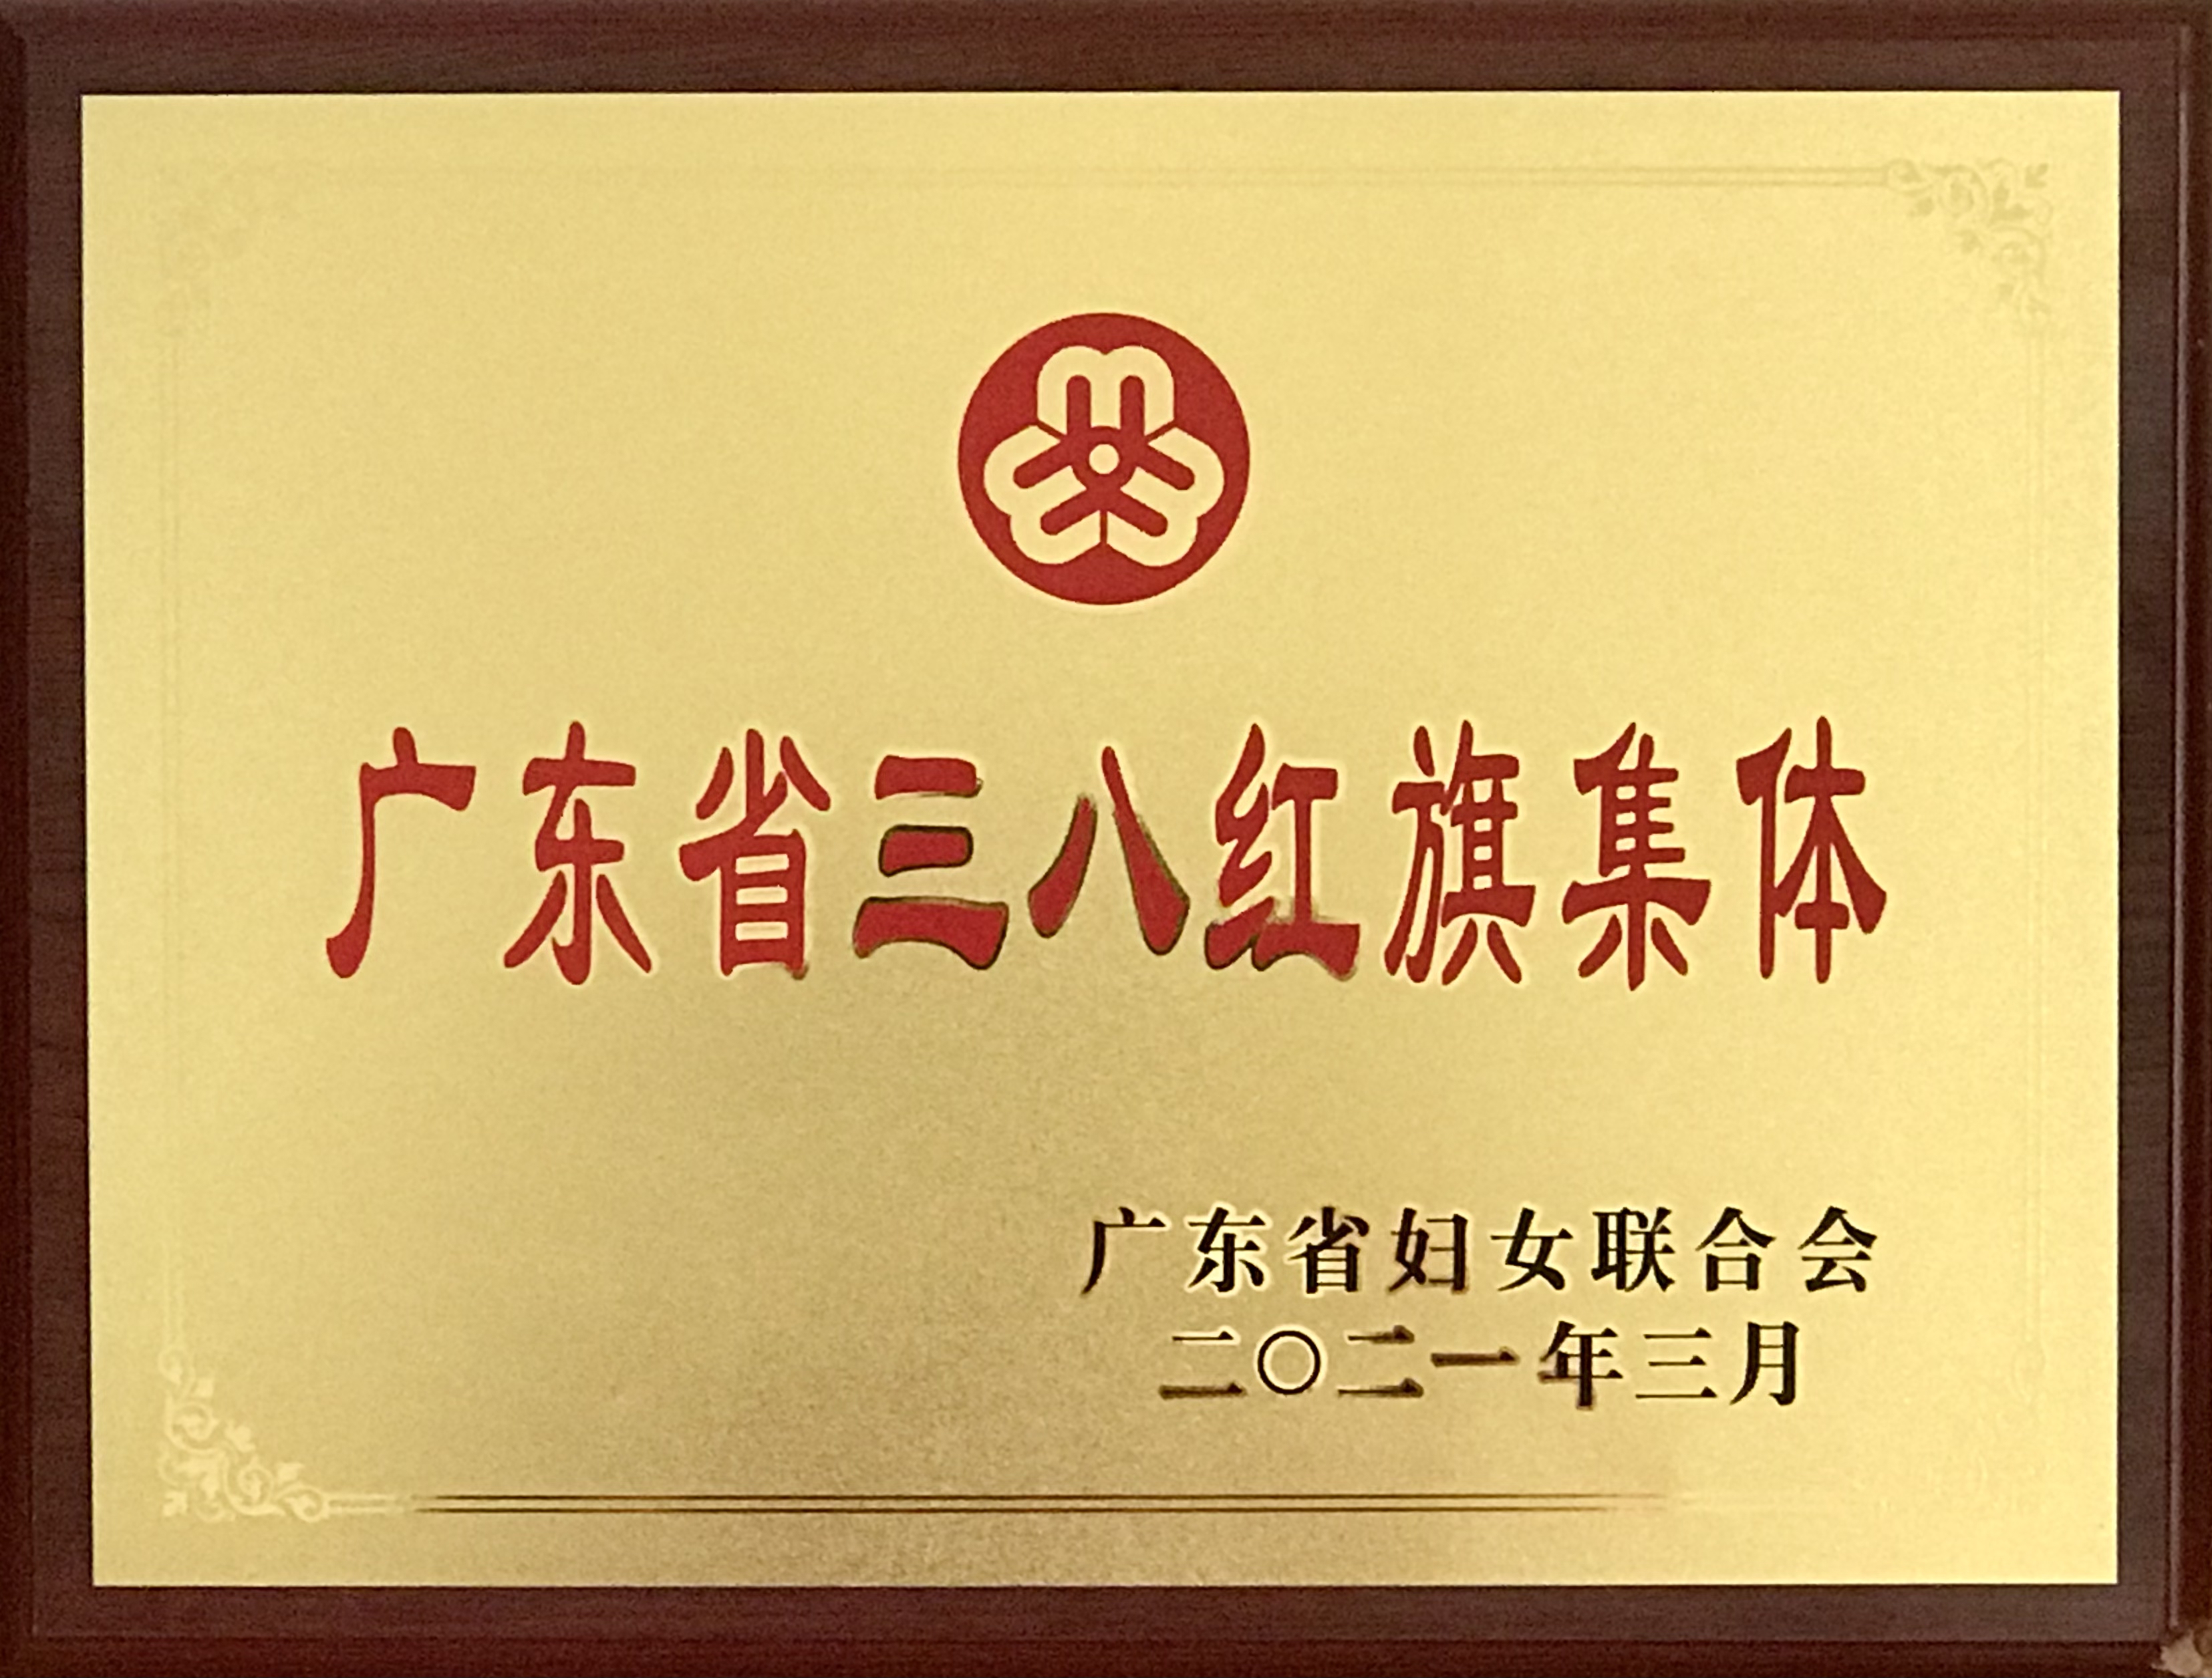 广东省三八红旗集体
广东省妇女联合会
二〇二一年三月